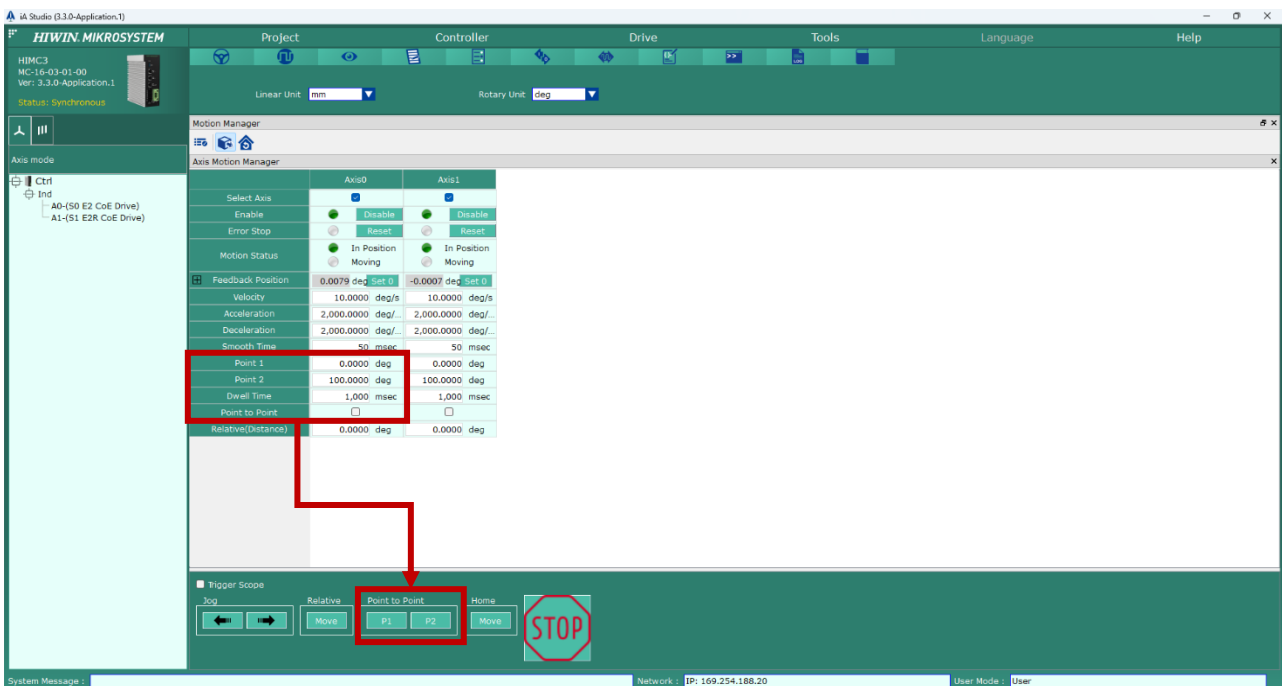 iA Studio (3.3.0-Application.1)
HIWIN. MIKROSYSTEM
Project Controller Drive Tools Language Help
HIMC3
MC-16-03-01-00
Ver: 3.3.0-Application.1
Status: Synchronous
Linear Unit mm Rotary Unit deg
Motion Manager
Axis mode
Axis Motion Manager
Ctrl
Ind
A0-(S0 E2 CoE Drive)
A1-(S1 E2R CoE Drive)
Axis0 Axis1
Select Axis
Enable Disable Disable
Error Stop Reset Reset
Motion Status In Position In Position
Moving Moving
Feedback Position 0.0079 deg Set 0 -0.0007 deg Set 0
Velocity 10.0000 deg/s 10.0000 deg/s
Acceleration 2,000.0000 deg/... 2,000.0000 deg/...
Deceleration 2,000.0000 deg/... 2,000.0000 deg/...
Smooth Time 50 msec 50 msec
Point 1 0.0000 deg 0.0000 deg
Point 2 100.0000 deg 100.0000 deg
Dwell Time 1,000 msec 1,000 msec
Point to Point
Relative(Distance) 0.0000 deg 0.0000 deg
Trigger Scope
Jog Relative Point to Point Home
Move P1 P2 Move
STOP
System Message : Network : IP: 169.254.188.20 User Mode : User